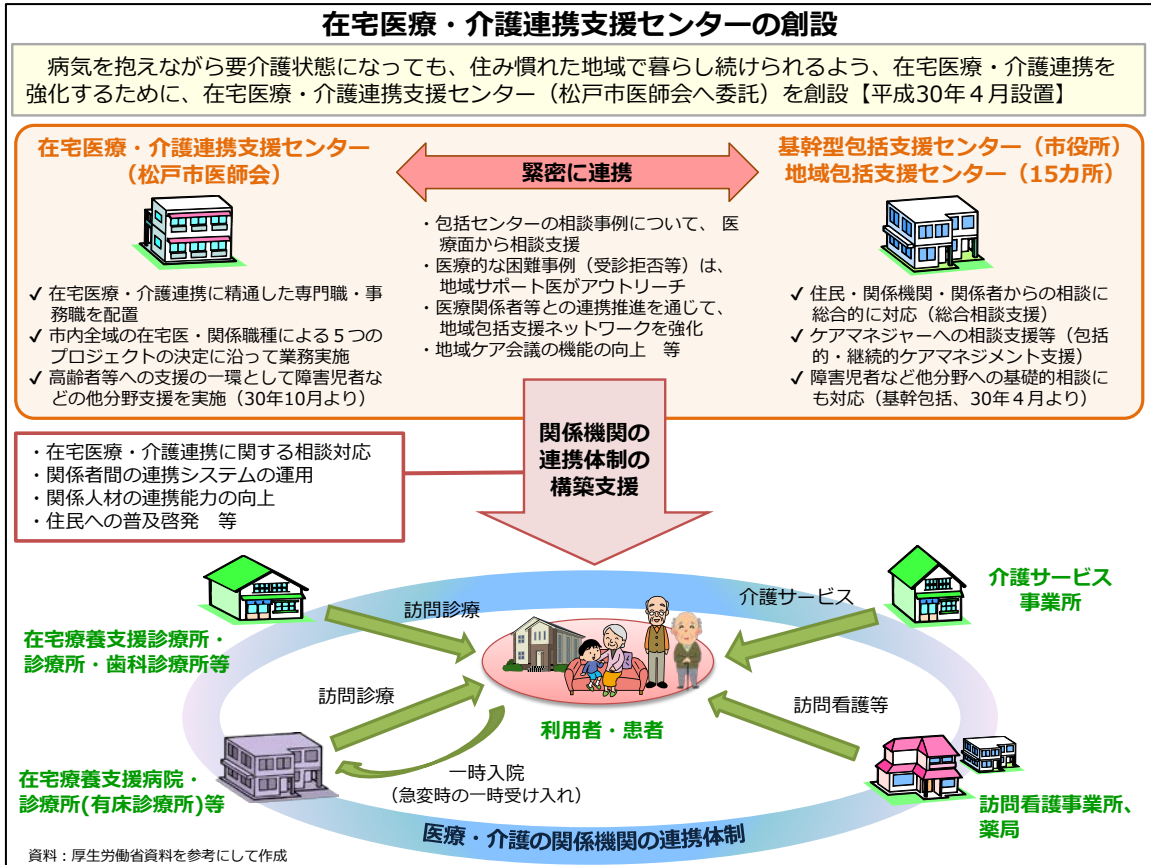 在宅医療・介護連携支援センターの創設
病気を抱えながら要介護状態になっても、住み慣れた地域で暮らし続けられるよう、在宅医療・介護連携を
強化するために、在宅医療・介護連携支援センター（松戸市医師会へ委託）を創設【平成30年４月設置】
在宅医療・介護連携支援センター
（松戸市医師会）
緊密に連携
基幹型包括支援センター（市役所）
地域包括支援センター（15カ所）
✓ 在宅医療・介護連携に精通した専門職・事
務職を配置
✓ 市内全域の在宅医・関係職種による５つの
プロジェクトの決定に沿って業務実施
✓ 高齢者等への支援の一環として障害児者な
どの他分野支援を実施（30年10月より）
・包括センターの相談事例について、 医
療面から相談支援
・医療的な困難事例（受診拒否等）は、
地域サポート医がアウトリーチ
・医療関係者等との連携推進を通じて、
地域包括支援ネットワークを強化
・地域ケア会議の機能の向上　等
✓ 住民・関係機関・関係者からの相談に
総合的に対応（総合相談支援）
✓ ケアマネジャーへの相談支援等（包括
的・継続的ケアマネジメント支援）
✓ 障害児者など他分野への基礎的相談に
も対応（基幹包括、30年４月より）
関係機関の
連携体制の
構築支援
・在宅医療・介護連携に関する相談対応
・関係者間の連携システムの運用
・関係人材の連携能力の向上
・住民への普及啓発　等
在宅療養支援診療所・
診療所・歯科診療所等
訪問診療
介護サービス
介護サービス
事業所
訪問診療
利用者・患者
訪問看護等
在宅療養支援病院・
診療所(有床診療所)等
一時入院
（急変時の一時受け入れ）
訪問看護事業所、
薬局
医療・介護の関係機関の連携体制
資料：厚生労働省資料を参考にして作成